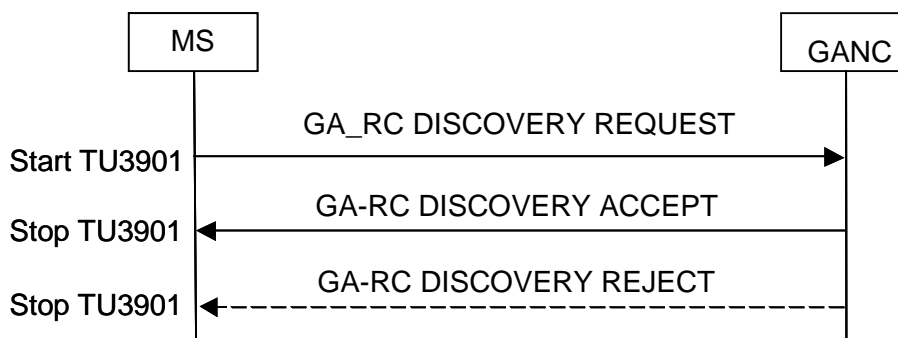 MS
GANC
GA_RC DISCOVERY REQUEST
Start TU3901
GA-RC DISCOVERY ACCEPT
Stop TU3901
GA-RC DISCOVERY REJECT
Stop TU3901